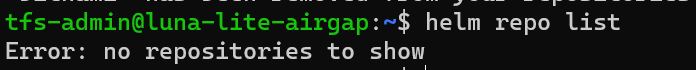 tfs-admin@luna-lite-airgap:~$ helm repo list
Error: no repositories to show